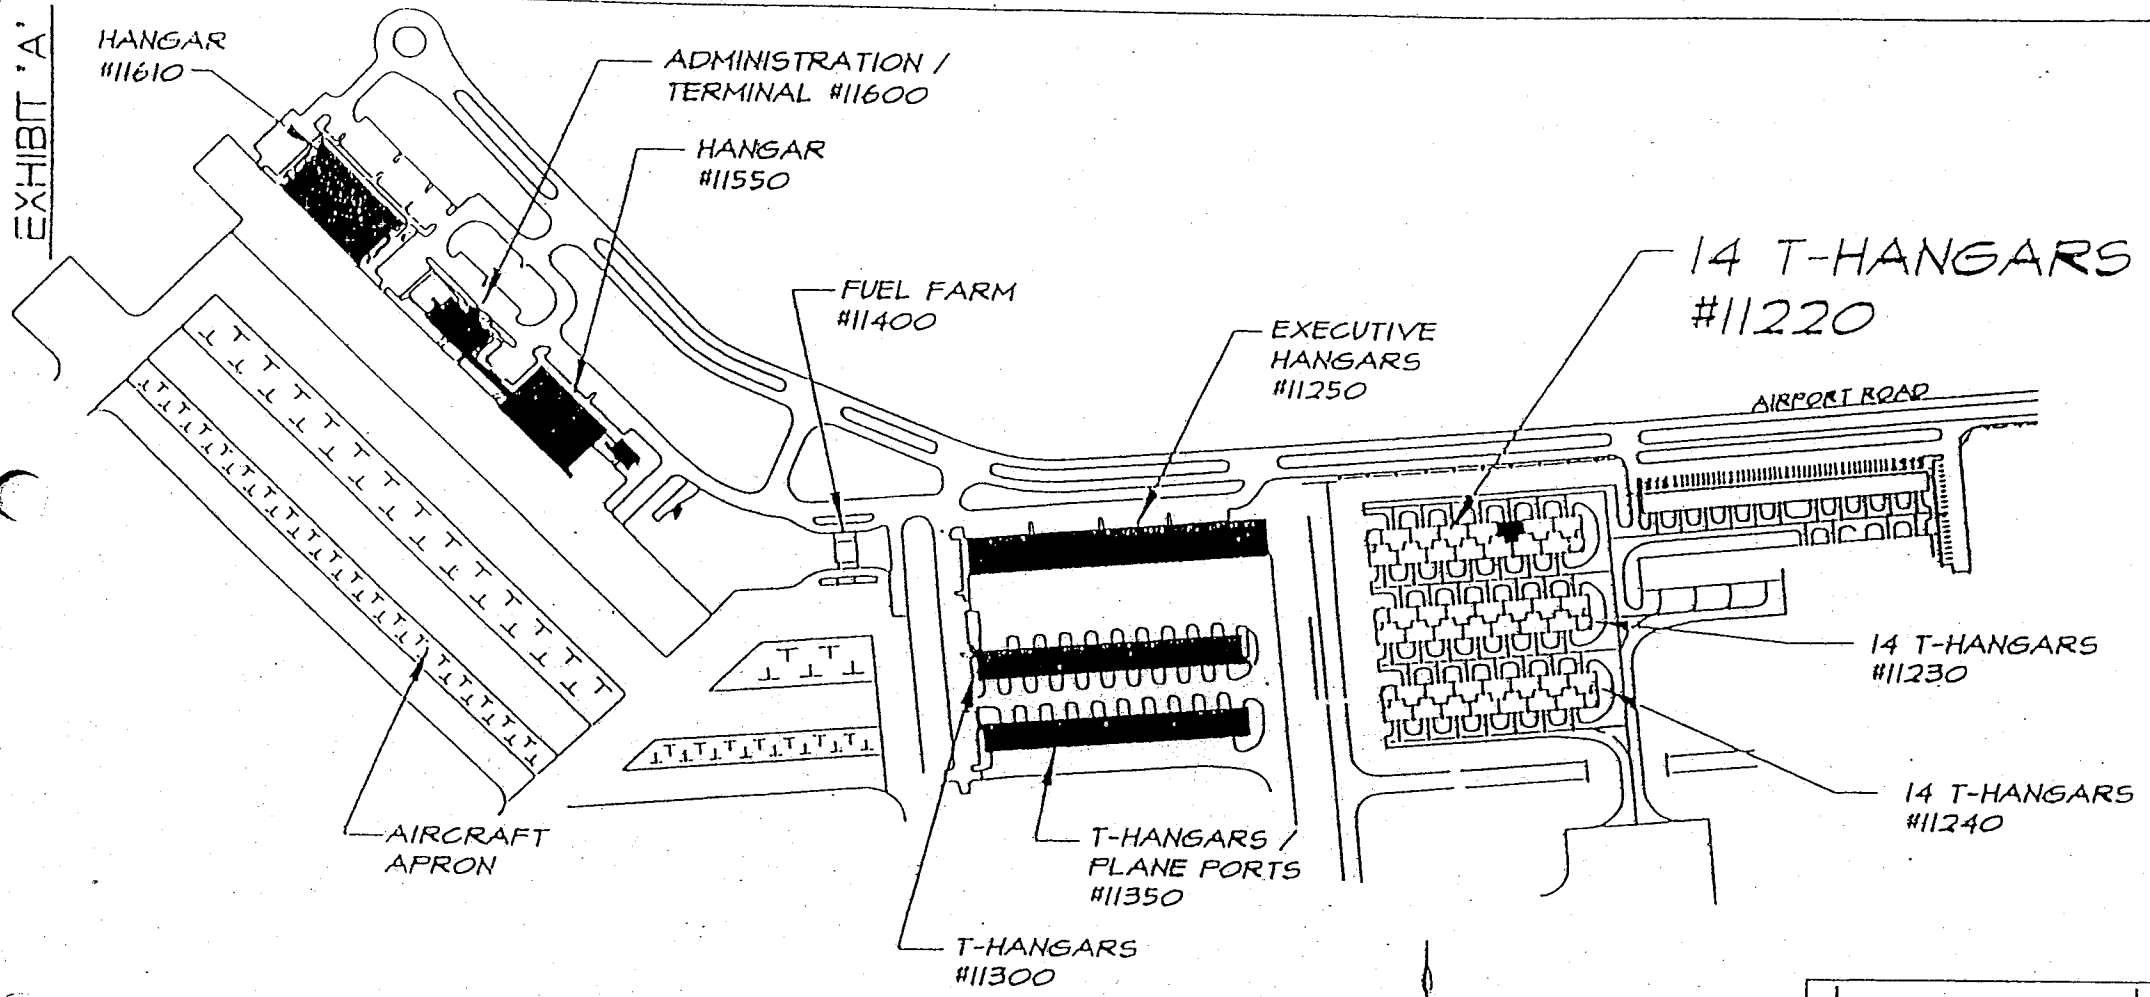 EXHIBIT 'A'
HANGAR
#11610
ADMINISTRATION /
TERMINAL #11600
HANGAR
#11550
FUEL FARM
#11400
EXECUTIVE
HANGARS
#11250
14 T-HANGARS
#11220
AIRPORT ROAD
14 T-HANGARS
#11230
14 T-HANGARS
#11240
AIRCRAFT
APRON
T-HANGARS /
PLANE PORTS
#11350
T-HANGARS
#11300